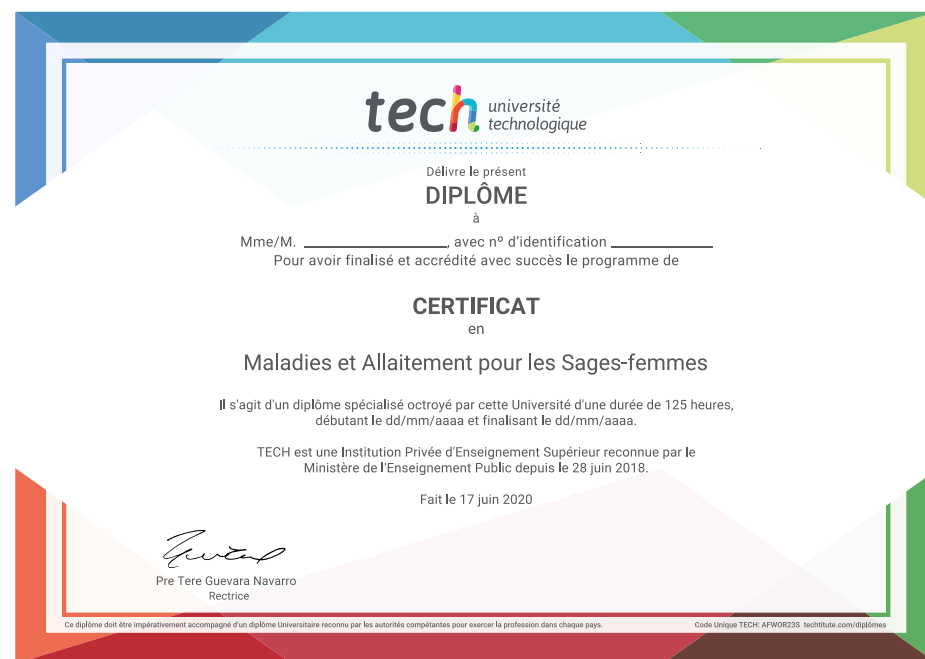 tech université
technologique
Délivre le présent
DIPLÔME
à
Mme/M. ____________________, avec nº d'identification ______________
Pour avoir finalisé et accrédité avec succès le programme de
CERTIFICAT
en
Maladies et Allaitement pour les Sages-femmes
Il s'agit d'un diplôme spécialisé octroyé par cette Université d'une durée de 125 heures,
débutant le dd/mm/aaaa et finalisant le dd/mm/aaaa.
TECH est une Institution Privée d'Enseignement Supérieur reconnue par le
Ministère de l'Enseignement Public depuis le 28 juin 2018.
Fait le 17 juin 2020
Pre Tere Guevara Navarro
Rectrice
Ce diplôme doit être impérativement accompagné d'un diplôme Universitaire reconnu par les autorités compétantes pour exercer la profession dans chaque pays. Code Unique TECH: AFWOR23S techtitute.com/diplômes